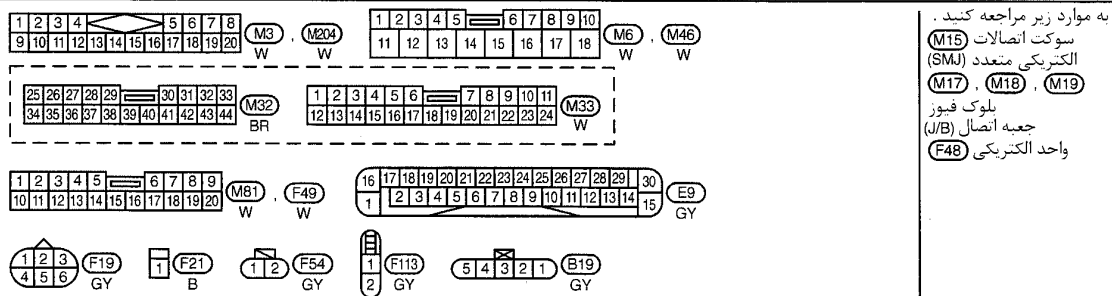 1 2 3 4 5 6 7 8
9 10 11 12 13 14 15 16 17 18 19 20
M3 , M204
W W
1 2 3 4 5 6 7 8 9 10
11 12 13 14 15 16 17 18
M6 , M46
W W
25 26 27 28 29 30 31 32 33
34 35 36 37 38 39 40 41 42 43 44
M32
BR
1 2 3 4 5 6 7 8 9 10 11
12 13 14 15 16 17 18 19 20 21 22 23 24
M33
W
1 2 3 4 5 6 7 8 9
10 11 12 13 14 15 16 17 18 19 20
M81 , F49
W W
16 17 18 19 20 21 22 23 24 25 26 27 28 29 30
1 2 3 4 5 6 7 8 9 10 11 12 13 14 15
E9
GY
1 2 3
4 5 6
F19
GY
1
F21
B
1 2
F54
GY
1
2
F113
GY
5 4 3 2 1
B19
GY
به موارد زیر مراجعه کنید .
سوکت اتصالات M15
الکتریکی متعدد (SMJ)
M17 , M18 , M19
بلوک فیوز
جعبه اتصال (J/B)
واحد الکتریکی F48